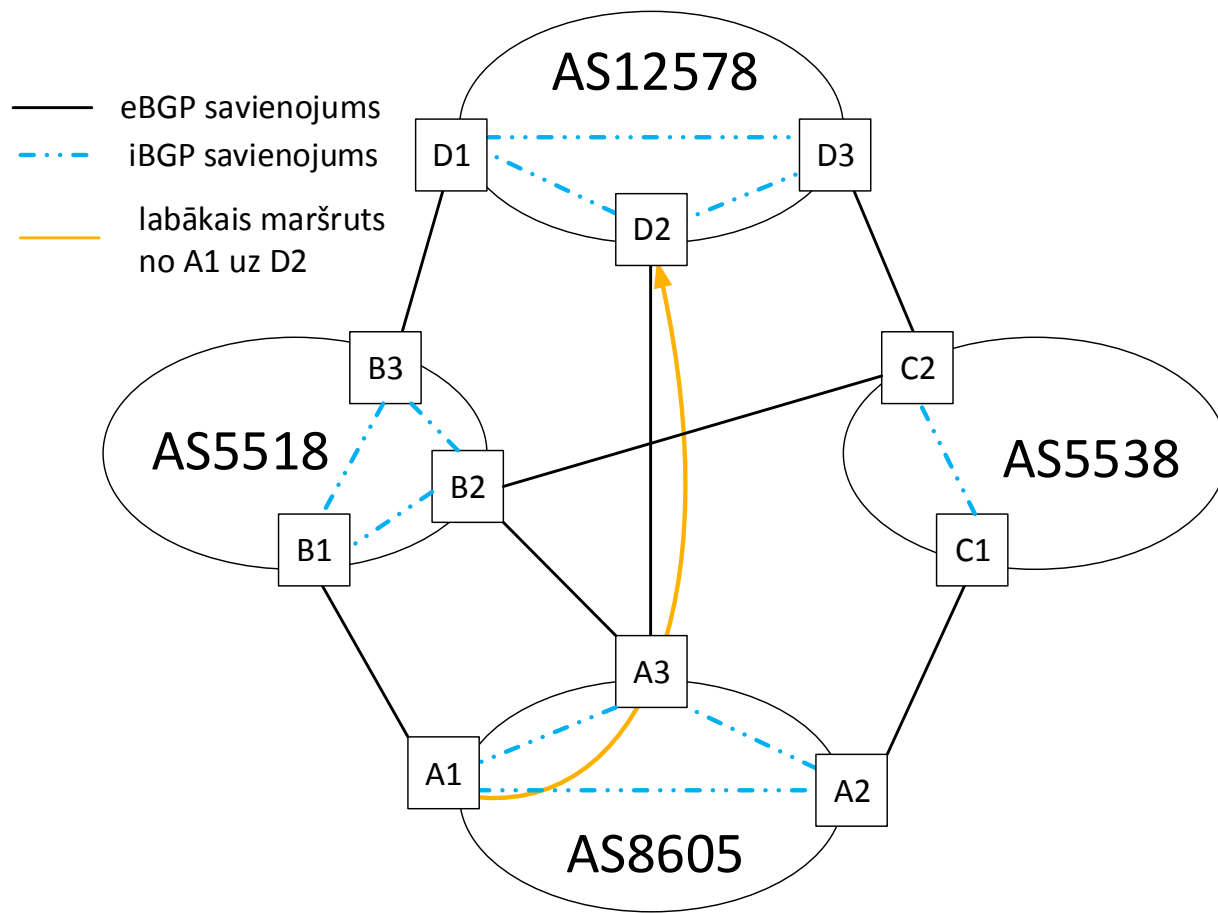 AS12578
eBGP savienojums
iBGP savienojums
D1
D3
labākais maršruts
no A1 uz D2
D2
B3
C2
AS5518
AS5538
B2
B1
C1
A3
A1
A2
AS8605